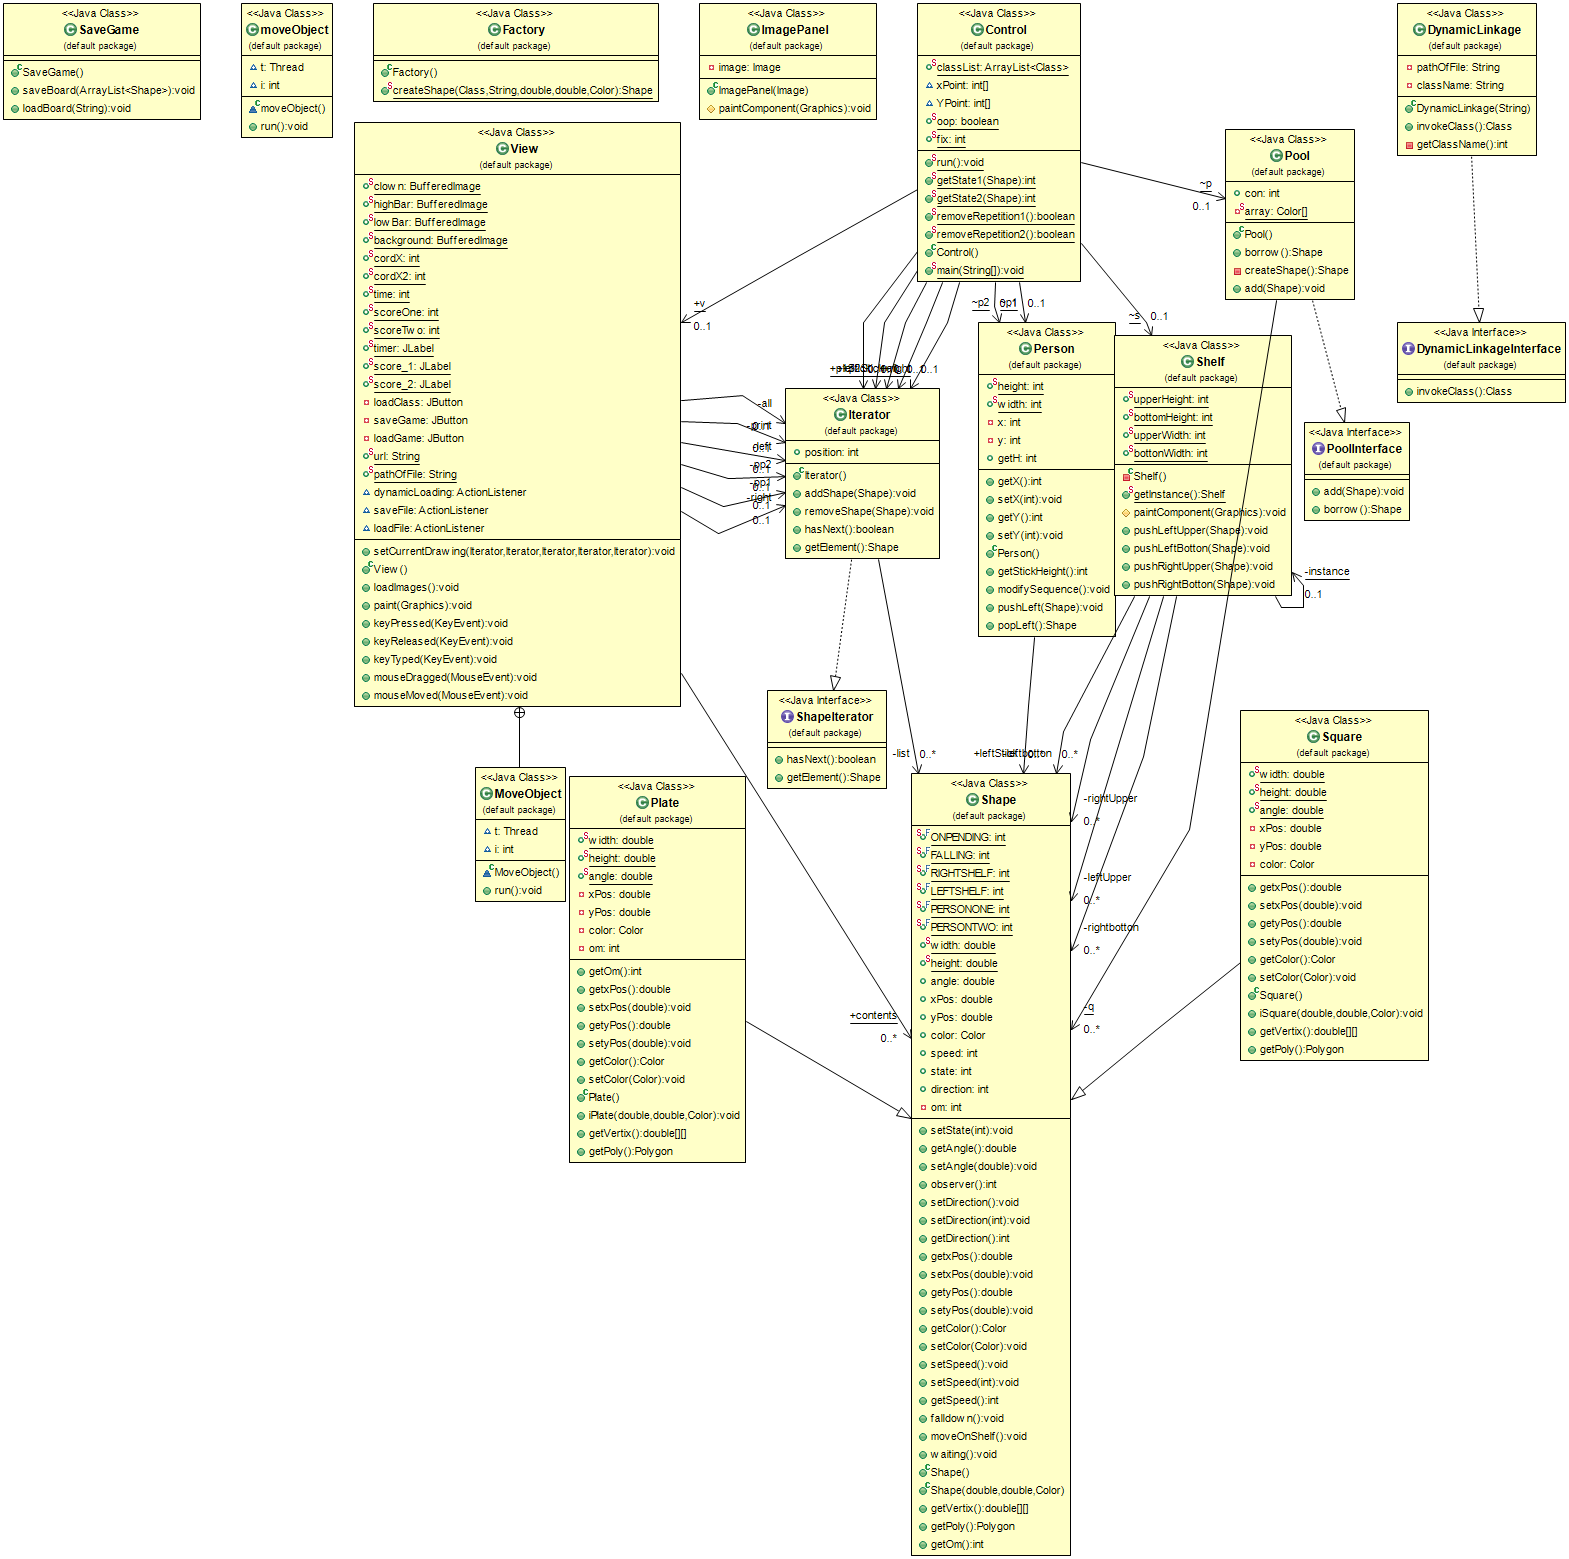 <<Java Class>>
SaveGame
(default package)
SaveGame()
saveBoard(ArrayList<Shape>):void
loadBoard(String):void
<<Java Class>>
moveObject
(default package)
t: Thread
i: int
moveObject()
run():void
<<Java Class>>
Factory
(default package)
Factory()
createShape(Class,String,double,double,Color):Shape
<<Java Class>>
ImagePanel
(default package)
image: Image
ImagePanel(Image)
paintComponent(Graphics):void
<<Java Class>>
Control
(default package)
classList: ArrayList<Class>
xPoint: int[]
YPoint: int[]
oop: boolean
fix: int
run():void
getState1(Shape):int
getState2(Shape):int
removeRepetition1():boolean
removeRepetition2():boolean
Control()
main(String[]):void
<<Java Class>>
DynamicLinkage
(default package)
pathOfFile: String
className: String
DynamicLinkage(String)
invokeClass():Class
getClassName():int
<<Java Class>>
View
(default package)
clown: BufferedImage
highBar: BufferedImage
lowBar: BufferedImage
background: BufferedImage
cordX: int
cordX2: int
time: int
scoreOne: int
scoreTwo: int
timer: JLabel
score_1: JLabel
score_2: JLabel
loadClass: JButton
saveGame: JButton
loadGame: JButton
url: String
pathOfFile: String
dynamicLoading: ActionListener
saveFile: ActionListener
loadFile: ActionListener
setCurrentDrawing(Iterator,Iterator,Iterator,Iterator,Iterator):void
View()
loadImages():void
paint(Graphics):void
keyPressed(KeyEvent):void
keyReleased(KeyEvent):void
keyTyped(KeyEvent):void
mouseDragged(MouseEvent):void
mouseMoved(MouseEvent):void
<<Java Class>>
Pool
(default package)
con: int
array: Color[]
Pool()
borrow():Shape
createShape():Shape
add(Shape):void
~p
0..1
+v
0..1
~p2
~p1
0..1
~s
0..1
<<Java Interface>>
DynamicLinkageInterface
(default package)
invokeClass():Class
<<Java Interface>>
PoolInterface
(default package)
add(Shape):void
borrow():Shape
<<Java Class>>
Person
(default package)
height: int
width: int
x: int
y: int
getH: int
getX():int
setX(int):void
getY():int
setY(int):void
Person()
getStickHeight():int
modifySequence():void
pushLeft(Shape):void
popLeft():Shape
<<Java Class>>
Shelf
(default package)
upperHeight: int
bottomHeight: int
upperWidth: int
bottonWidth: int
Shelf()
getInstance():Shelf
paintComponent(Graphics):void
pushLeftUpper(Shape):void
pushLeftBotton(Shape):void
pushRightUpper(Shape):void
pushRightBotton(Shape):void
-instance
0..1
0..1
-all
-print
-left
-pp2
0..1
-pp1
0..1
-right
0..1
0..1
<<Java Class>>
Iterator
(default package)
position: int
Iterator()
addShape(Shape):void
removeShape(Shape):void
hasNext():boolean
getElement():Shape
<<Java Interface>>
ShapeIterator
(default package)
hasNext():boolean
getElement():Shape
-list
0..*
0..*
<<Java Class>>
MoveObject
(default package)
t: Thread
i: int
MoveObject()
run():void
<<Java Class>>
Plate
(default package)
width: double
height: double
angle: double
xPos: double
yPos: double
color: Color
om: int
getOm():int
getxPos():double
setxPos(double):void
getyPos():double
setyPos(double):void
getColor():Color
setColor(Color):void
Plate()
iPlate(double,double,Color):void
getVertix():double[][]
getPoly():Polygon
+contents
0..*
<<Java Class>>
Shape
(default package)
ONPENDING: int
FALLING: int
RIGHTSHELF: int
LEFTSHELF: int
PERSONONE: int
PERSONTWO: int
width: double
height: double
angle: double
xPos: double
yPos: double
color: Color
speed: int
state: int
direction: int
om: int
setState(int):void
getAngle():double
setAngle(double):void
observer():int
setDirection():void
setDirection(int):void
getDirection():int
getxPos():double
setxPos(double):void
getyPos():double
setyPos(double):void
getColor():Color
setColor(Color):void
setSpeed():void
setSpeed(int):void
getSpeed():int
falldown():void
moveOnShelf():void
waiting():void
Shape()
Shape(double,double,Color)
getVertix():double[][]
getPoly():Polygon
getOm():int
-rightUpper
0..*
-leftUpper
0..*
-rightbotton
0..*
-q
0..*
<<Java Class>>
Square
(default package)
width: double
height: double
angle: double
xPos: double
yPos: double
color: Color
getxPos():double
setxPos(double):void
getyPos():double
setyPos(double):void
getColor():Color
setColor(Color):void
Square()
iSquare(double,double,Color):void
getVertix():double[][]
getPoly():Polygon